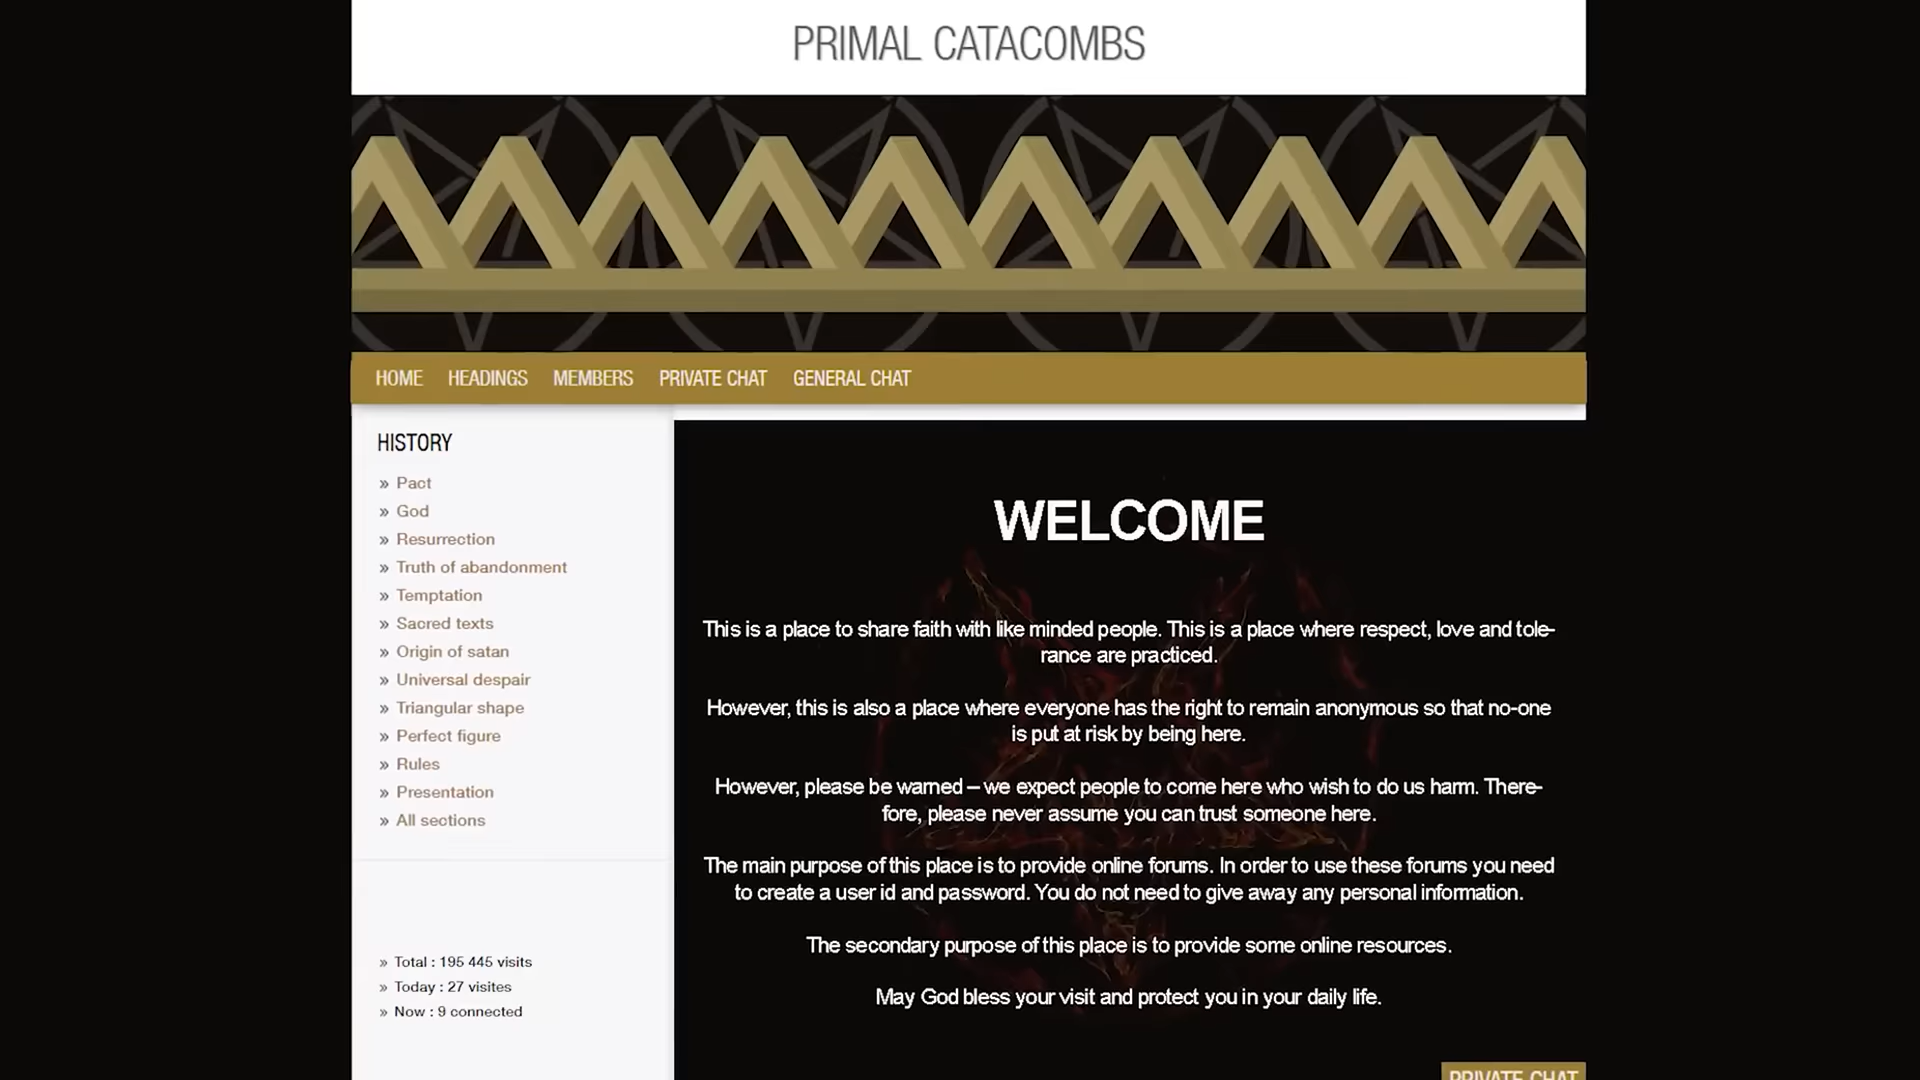 PRIMAL CATACOMBS
HOME HEADINGS MEMBERS PRIVATE CHAT GENERAL CHAT
HISTORY
» Pact
» God
» Resurrection
» Truth of abandonment
» Temptation
» Sacred texts
» Origin of satan
» Universal despair
» Triangular shape
» Perfect figure
» Rules
» Presentation
» All sections
» Total : 195 445 visits
» Today : 27 visites
» Now : 9 connected
WELCOME
This is a place to share faith with like minded people. This is a place where respect, love and tole-
rance are practiced.
However, this is also a place where everyone has the right to remain anonymous so that no-one
is put at risk by being here.
However, please be warned – we expect people to come here who wish to do us harm. There-
fore, please never assume you can trust someone here.
The main purpose of this place is to provide online forums. In order to use these forums you need
to create a user id and password. You do not need to give away any personal information.
The secondary purpose of this place is to provide some online resources.
May God bless your visit and protect you in your daily life.
PRIVATE CHAT